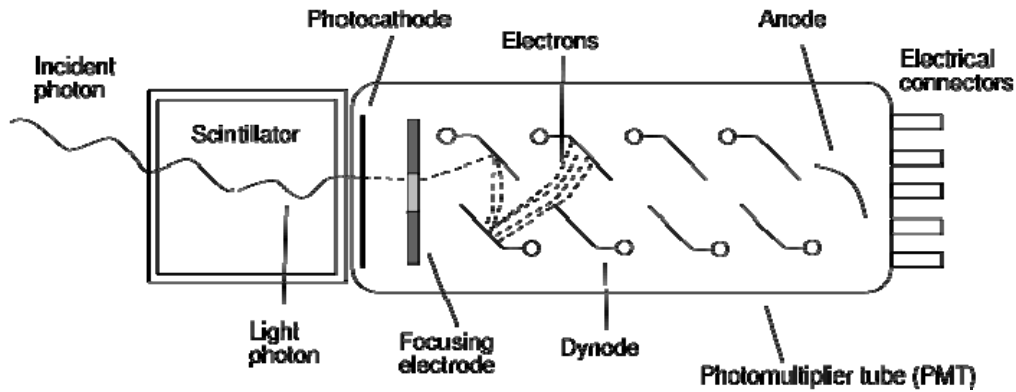 Photocathode
Electrons
Anode
Incident
photon
Electrical
connectors
Scintillator
Light
photon
Focusing
electrode
Dynode
Photomultiplier tube (PMT)